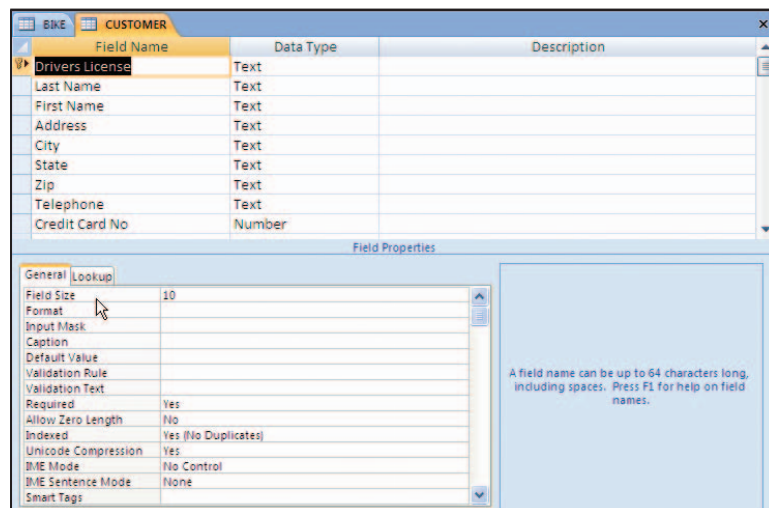 BIKE CUSTOMER x
Field Name Data Type Description
Drivers License Text
Last Name Text
First Name Text
Address Text
City Text
State Text
Zip Text
Telephone Text
Credit Card No Number
Field Properties
General Lookup
Field Size 10
Format
Input Mask
Caption
Default Value
Validation Rule
Validation Text
Required Yes
Allow Zero Length No
Indexed Yes (No Duplicates)
Unicode Compression Yes
IME Mode No Control
IME Sentence Mode None
Smart Tags
A field name can be up to 64 characters long,
including spaces. Press F1 for help on field
names.